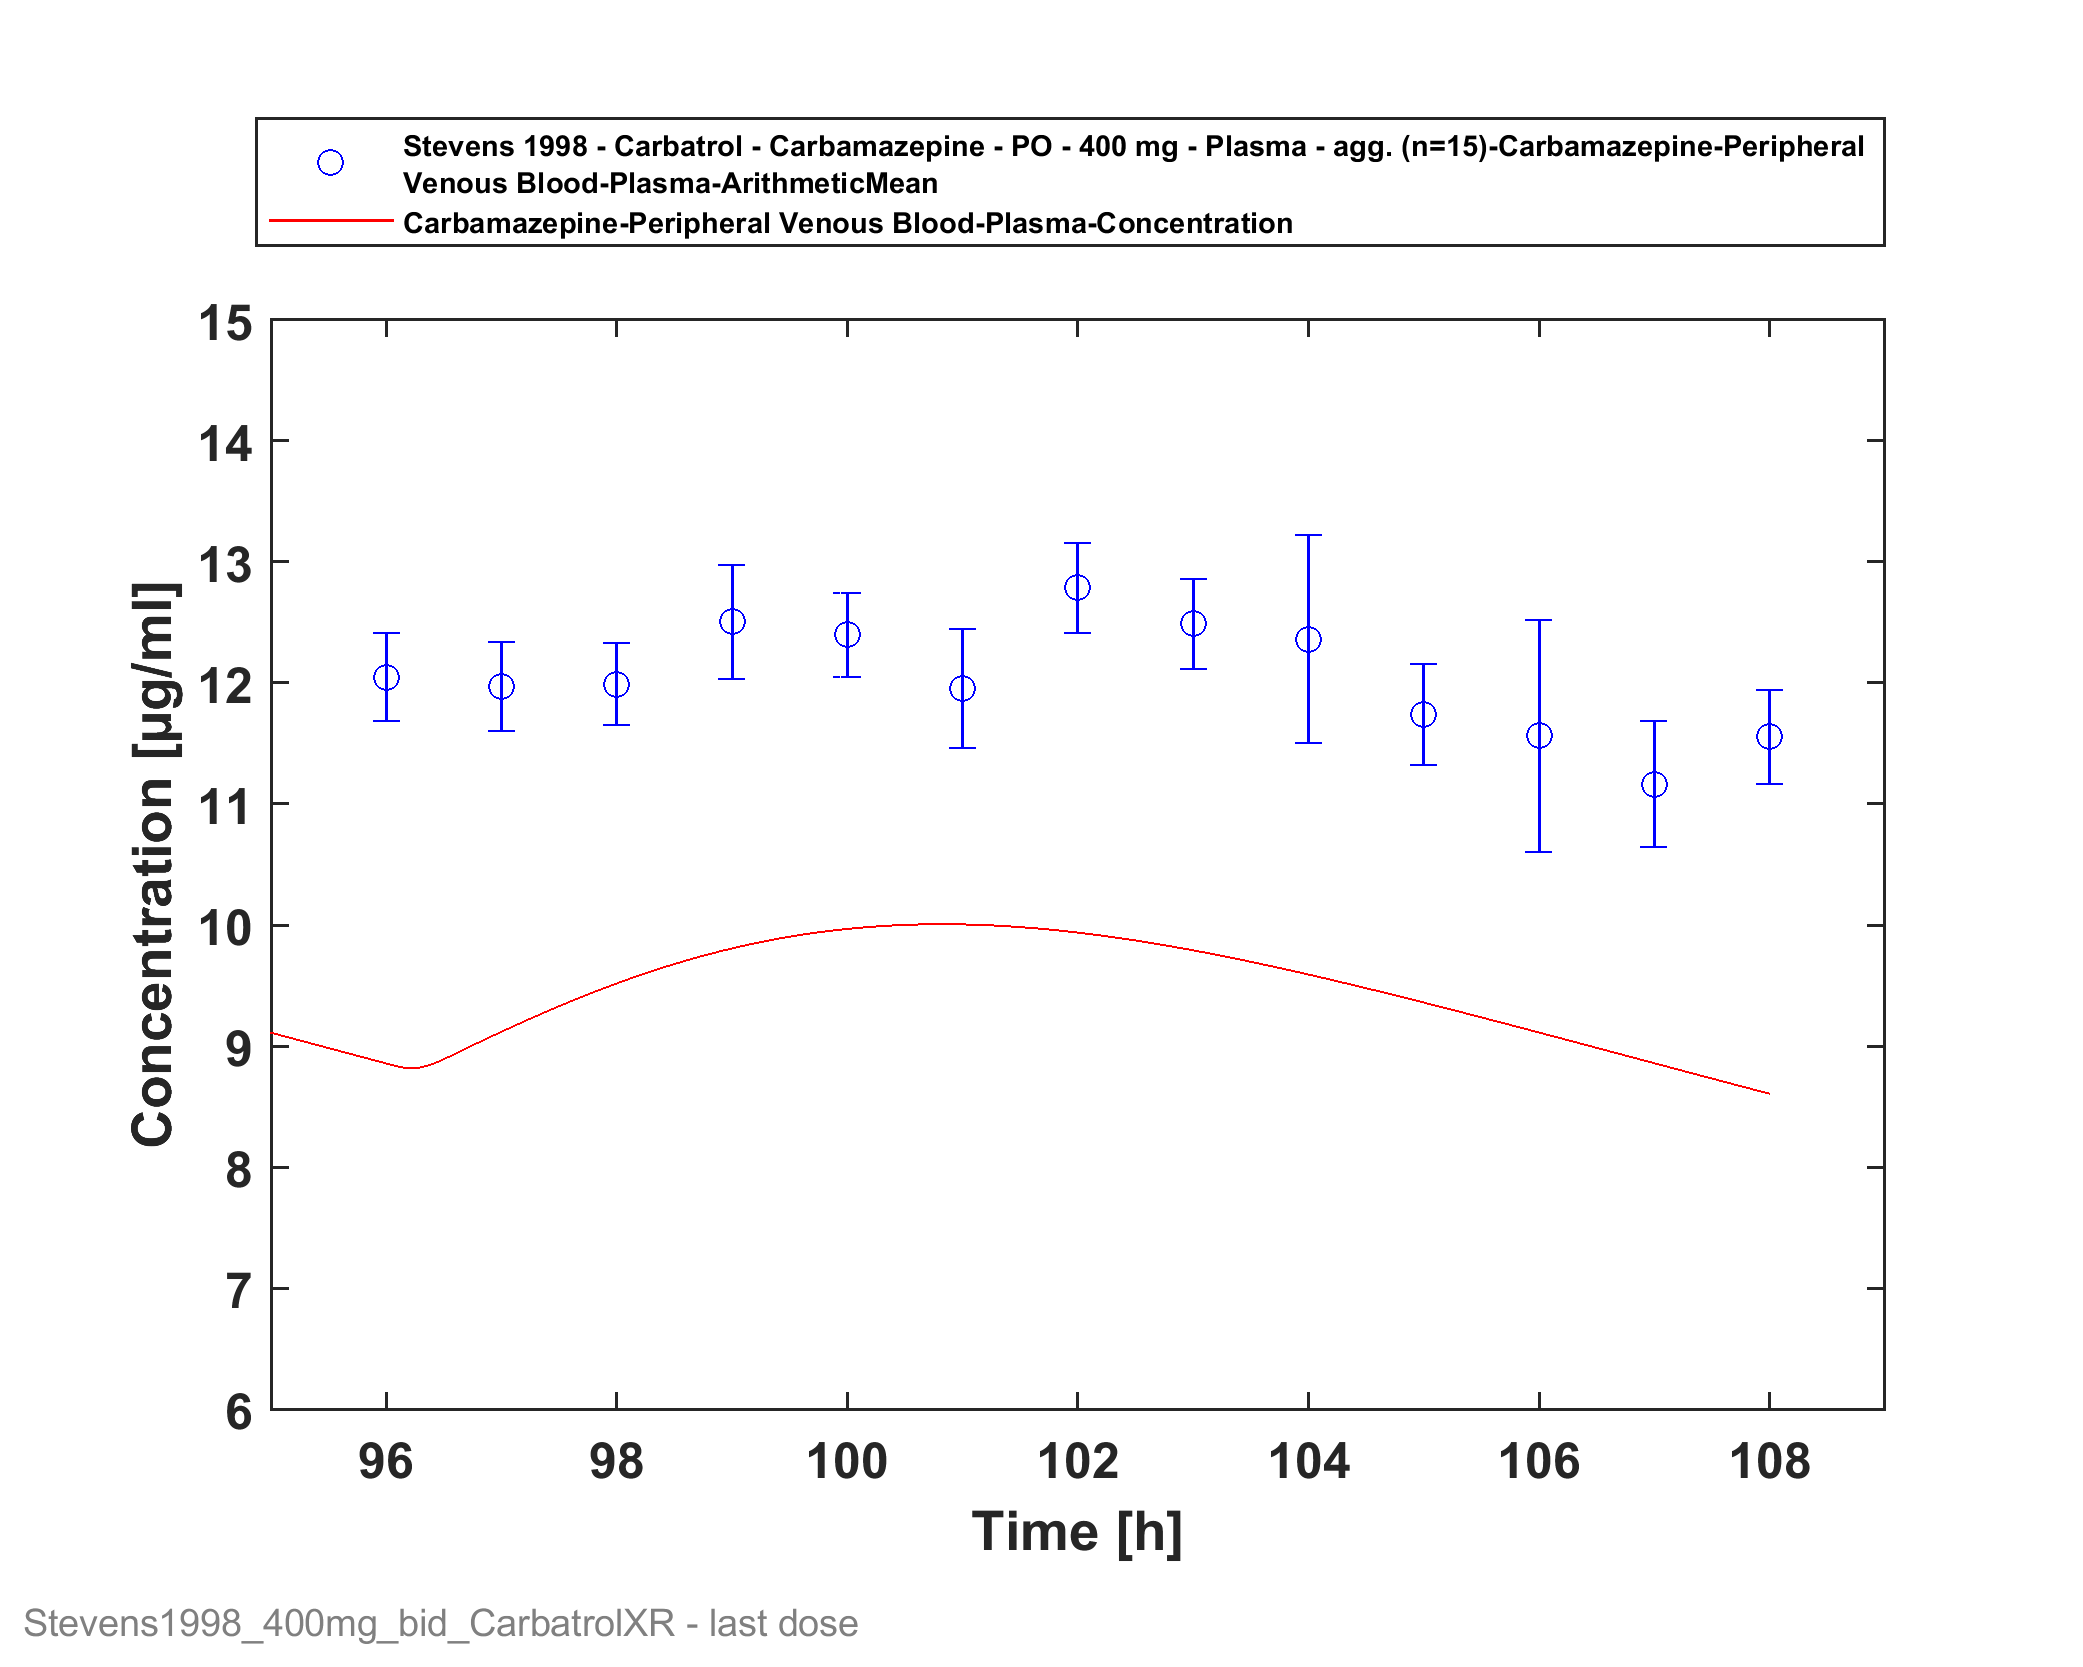 Stevens 1998 - Carbatrol - Carbamazepine - PO - 400 mg - Plasma - agg. (n=15)-Carbamazepine-Peripheral
Venous Blood-Plasma-ArithmeticMean
Carbamazepine-Peripheral Venous Blood-Plasma-Concentration
15
14
13
12
11
10
9
8
7
6
Concentration [µg/ml]
96 98 100 102 104 106 108
Time [h]
Stevens1998_400mg_bid_CarbatrolXR - last dose